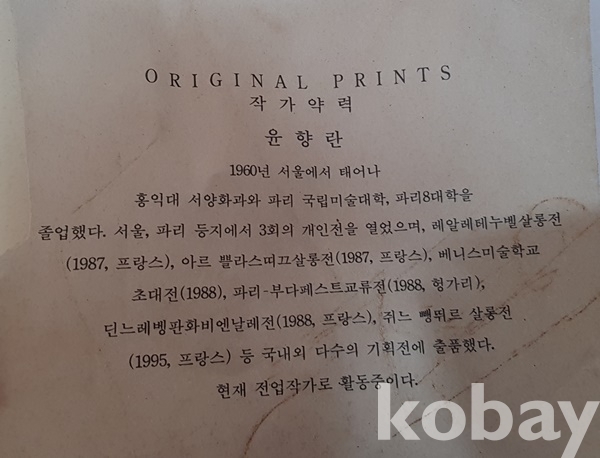 ORIGINAL PRINTS
작가약력
윤향란
1960년 서울에서 태어나
홍익대 서양화과와 파리 국립미술대학, 파리8대학을
졸업했다. 서울, 파리 등지에서 3회의 개인전을 열었으며, 레알레테누벨살롱전
(1987, 프랑스), 아르 쁠라스띠끄살롱전(1987, 프랑스), 베니스미술학교
초대전(1988), 파리-부다페스트교류전(1988, 헝가리),
딘느레벵판화비엔날레전(1988, 프랑스), 쥐느 뼁뛰르 살롱전
(1995, 프랑스) 등 국내외 다수의 기획전에 출품했다.
현재 전업작가로 활동중이다.
kobay